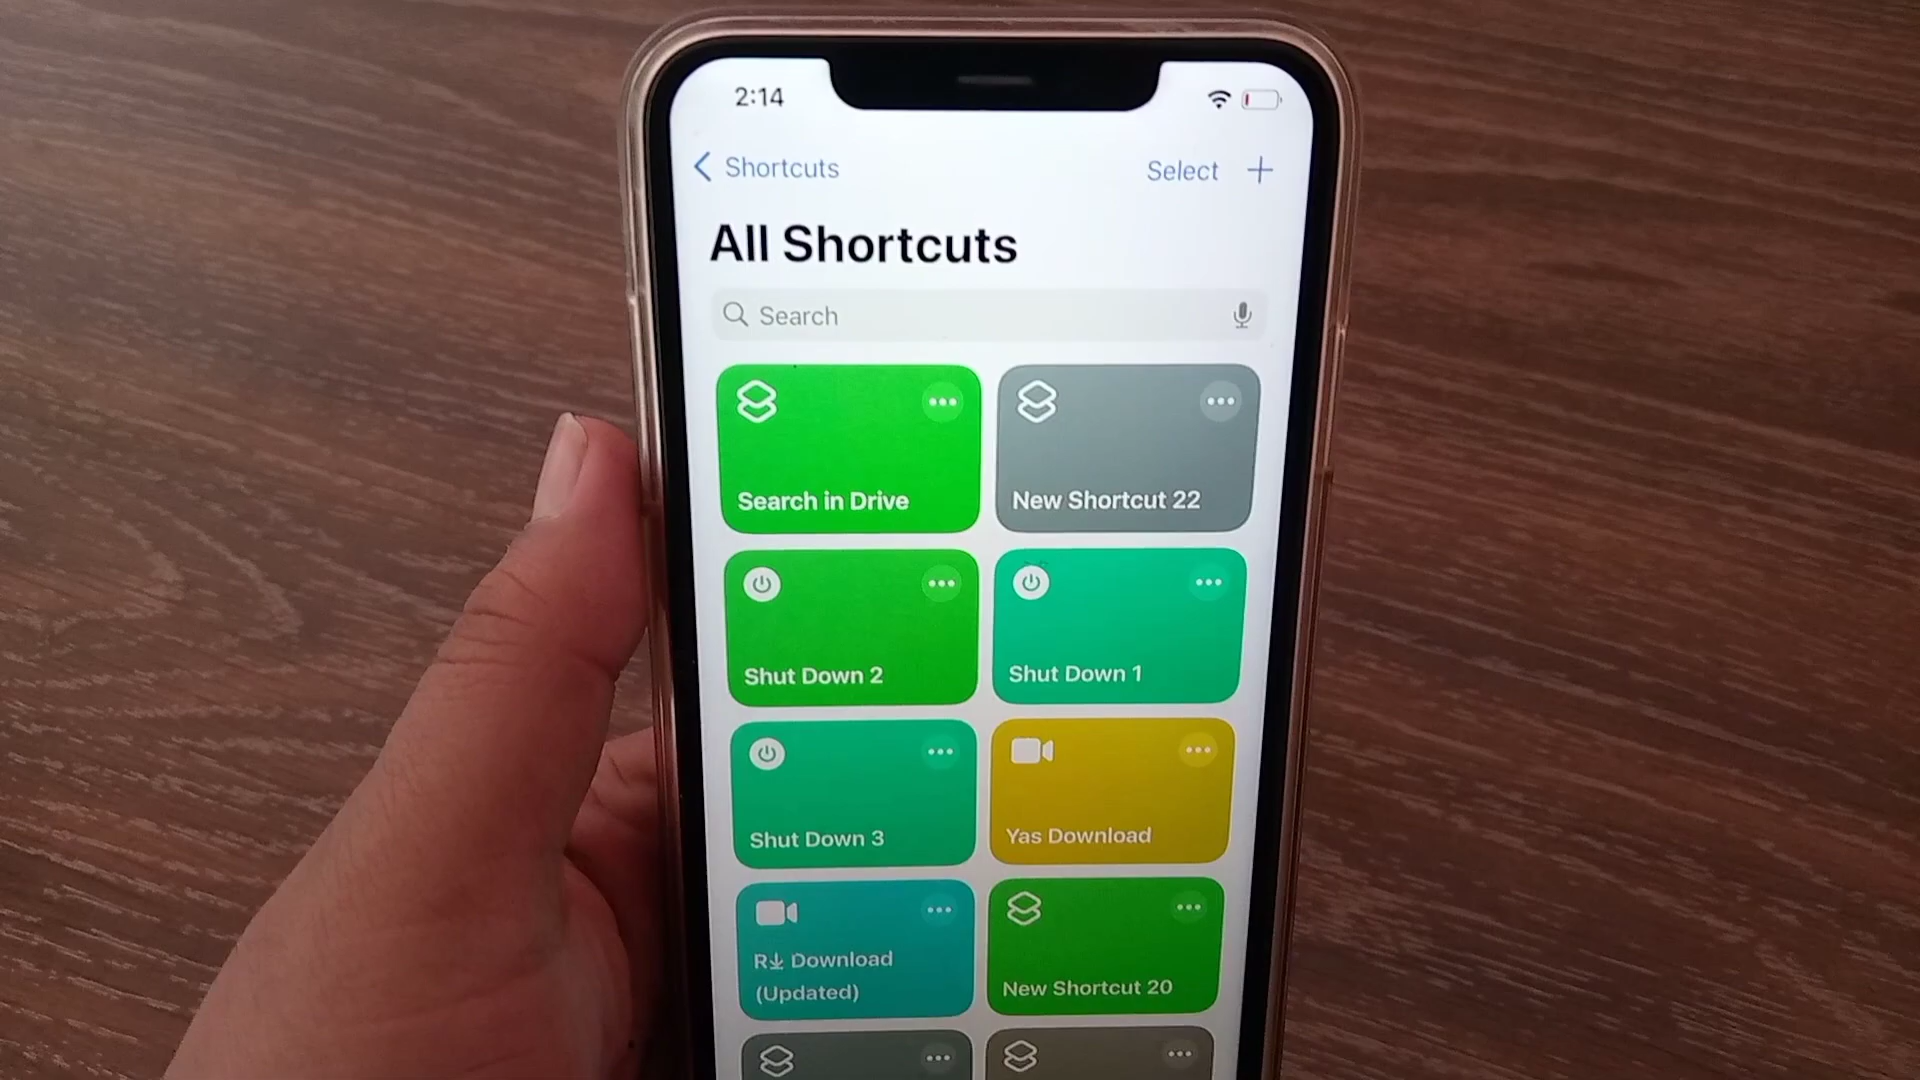 2:14
Shortcuts
Select
All Shortcuts
Search
Search in Drive
New Shortcut 22
Shut Down 2
Shut Down 1
Shut Down 3
Yas Download
R↓ Download
(Updated)
New Shortcut 20